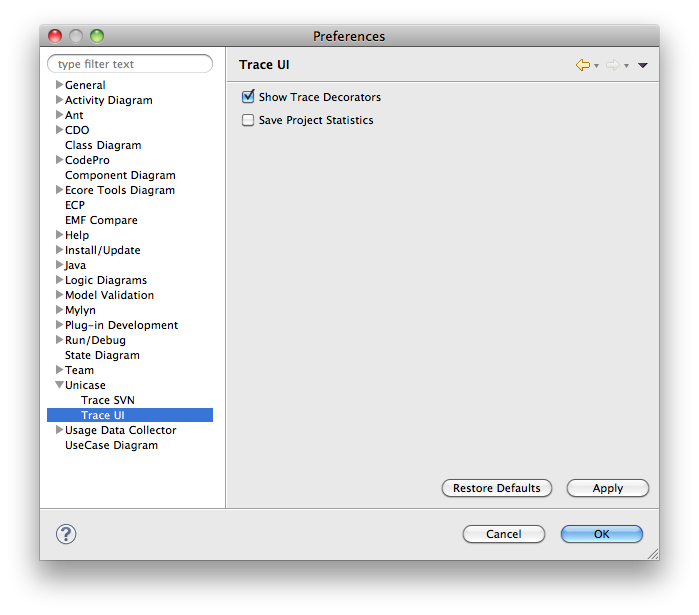 Preferences
type filter text
General
Activity Diagram
Ant
CDO
Class Diagram
CodePro
Component Diagram
Ecore Tools Diagram
ECP
EMF Compare
Help
Install/Update
Java
Logic Diagrams
Model Validation
Mylyn
Plug-in Development
Run/Debug
State Diagram
Team
Unicase
Trace SVN
Trace UI
Usage Data Collector
UseCase Diagram
Trace UI
Show Trace Decorators
Save Project Statistics
Restore Defaults Apply
? Cancel OK